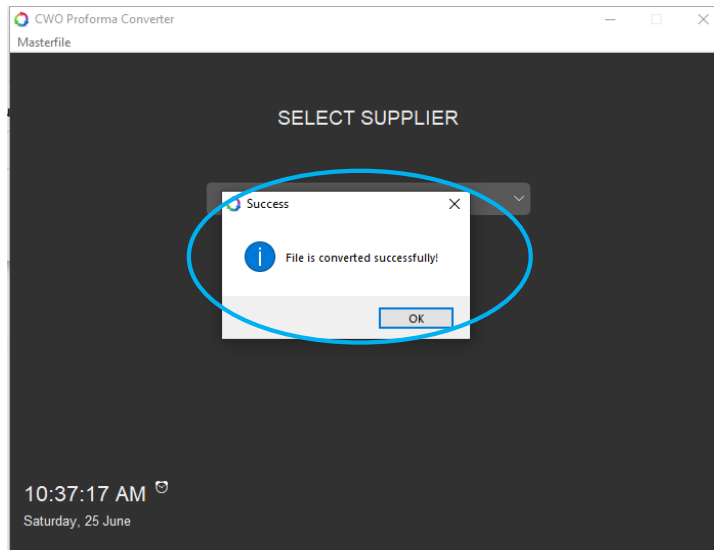 CWO Proforma Converter
Masterfile
SELECT SUPPLIER
Success
File is converted successfully!
OK
10:37:17 AM
Saturday, 25 June